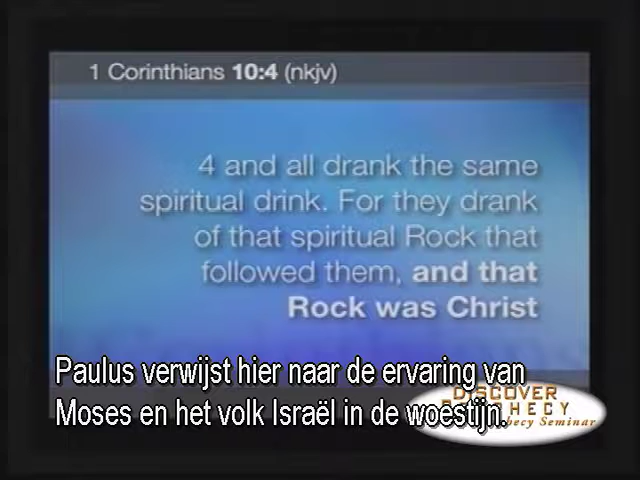 1 Corinthians 10:4 (nkjv)
4 and all drank the same
spiritual drink. For they drank
of that spiritual Rock that
followed them, and that
Rock was Christ
Paulus verwijst hier naar de ervaring van
Moses en het volk Israël in de woestijn.
DISCOVER
Seminar